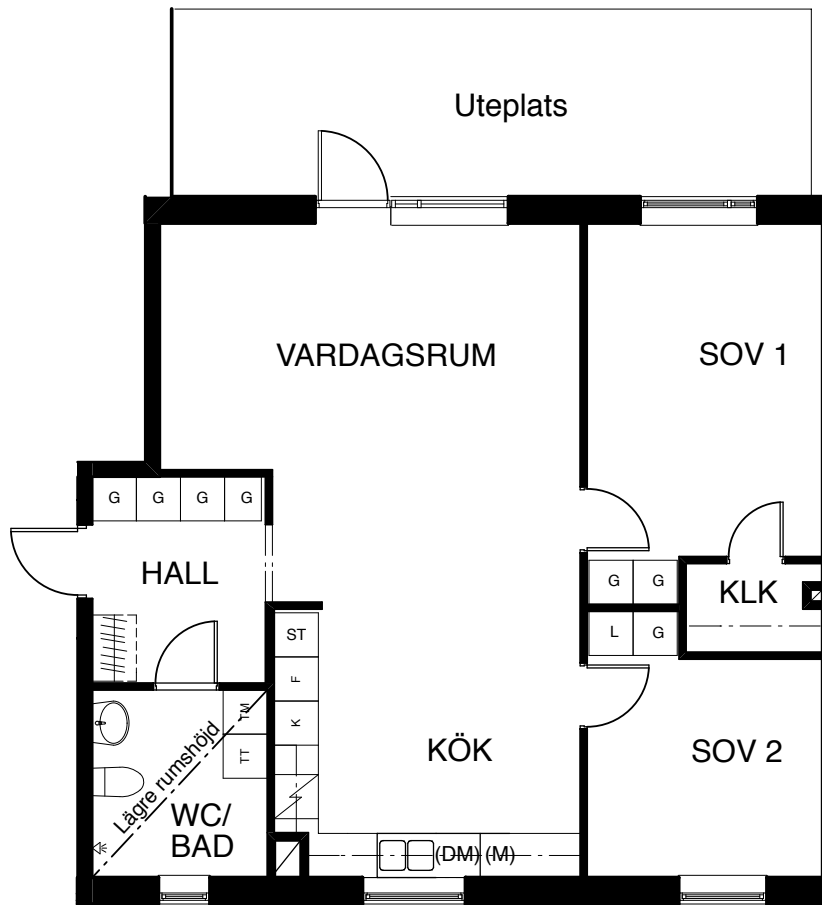 Uteplats
VARDAGSRUM
SOV 1
G G G G
HALL
G G
KLK
ST
L G
F
TM
K
Lägre rumshöjd
TT
KÖK
SOV 2
WC/
BAD
(DM) (M)